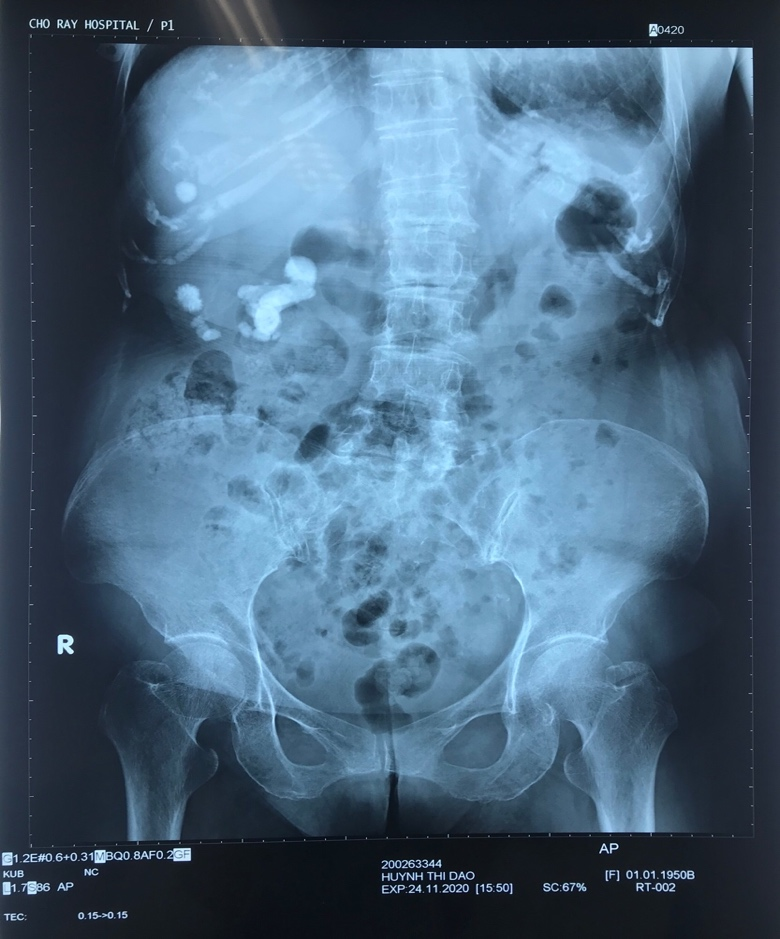 CHO RAY HOSPITAL / P1
A0420
R
AP
G1.2E#0.6+0.31MBQ0.8AF0.2GF
KUB NC
L1.7S86 AP
TEC: 0.15->0.15
200263344
HUYNH THI DAO [F] 01.01.1950B
EXP:24.11.2020 [15:50] SC:67% RT-002